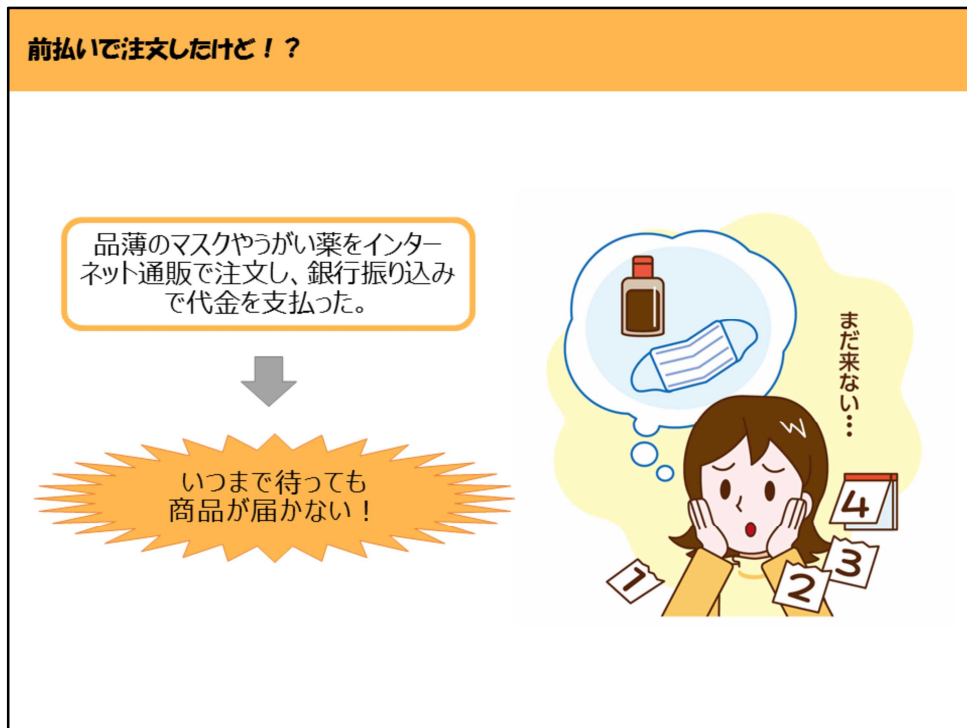 前払いで注文したけど！？
品薄のマスクやうがい薬をインター
ネット通販で注文し、銀行振り込み
で代金を支払った。
いつまで待っても
商品が届かない！
まだ来ない…
4
3
2
1